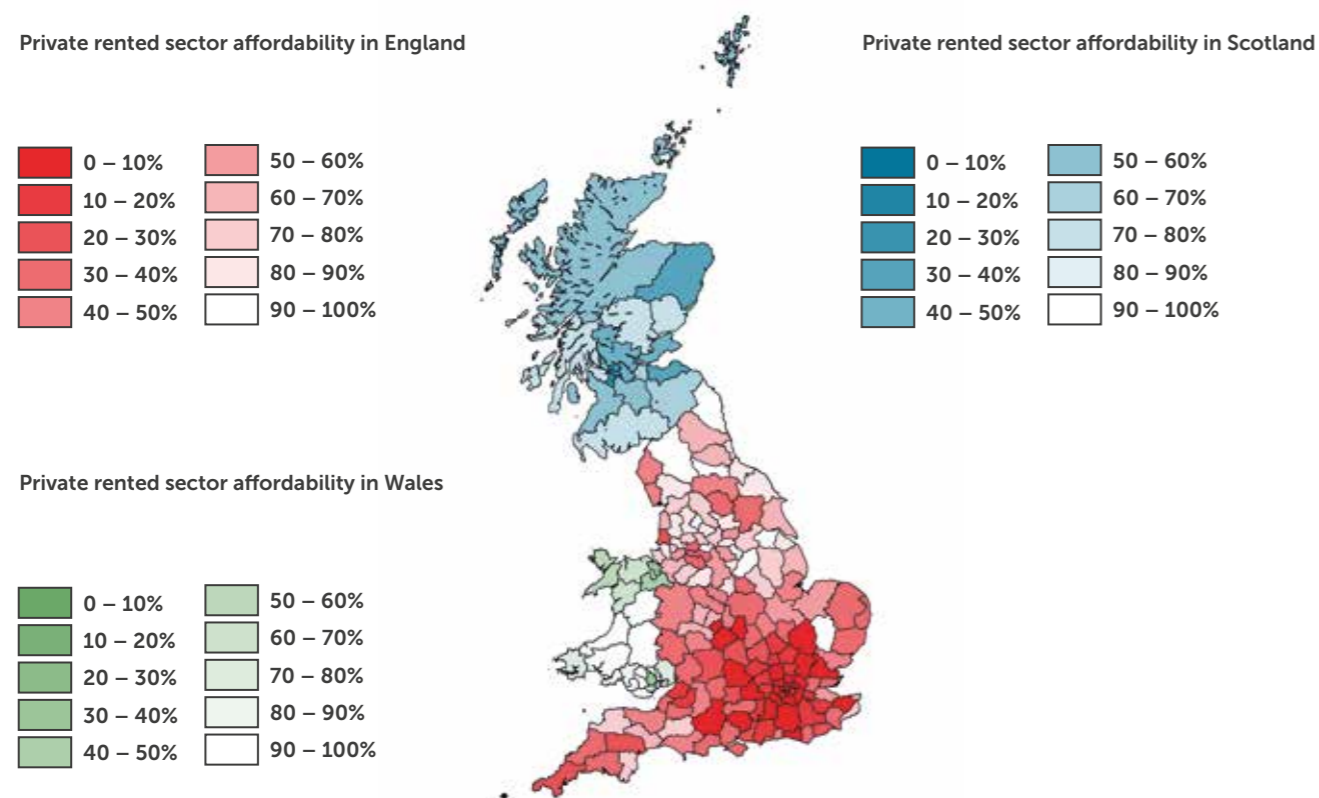 Private rented sector affordability in England
0 – 10%
10 – 20%
20 – 30%
30 – 40%
40 – 50%
50 – 60%
60 – 70%
70 – 80%
80 – 90%
90 – 100%
Private rented sector affordability in Scotland
0 – 10%
10 – 20%
20 – 30%
30 – 40%
40 – 50%
50 – 60%
60 – 70%
70 – 80%
80 – 90%
90 – 100%
Private rented sector affordability in Wales
0 – 10%
10 – 20%
20 – 30%
30 – 40%
40 – 50%
50 – 60%
60 – 70%
70 – 80%
80 – 90%
90 – 100%